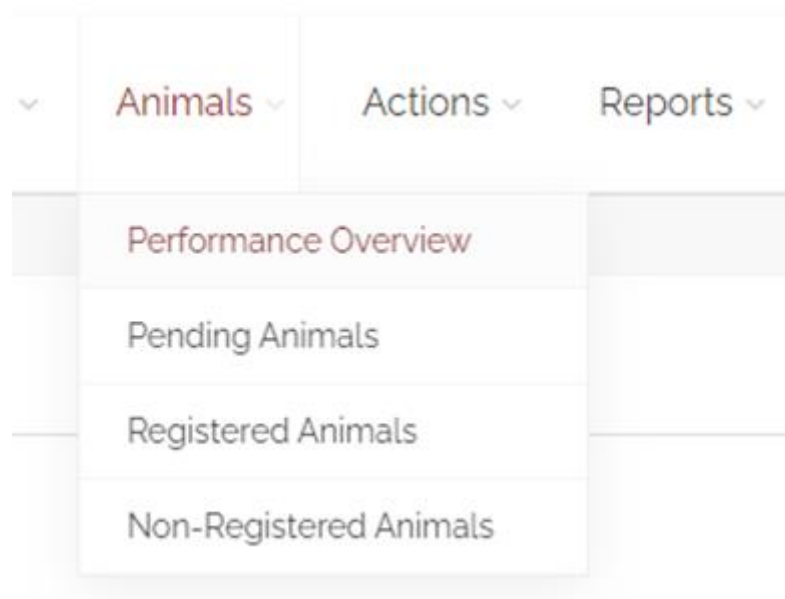 Animals Actions Reports
Performance Overview
Pending Animals
Registered Animals
Non-Registered Animals